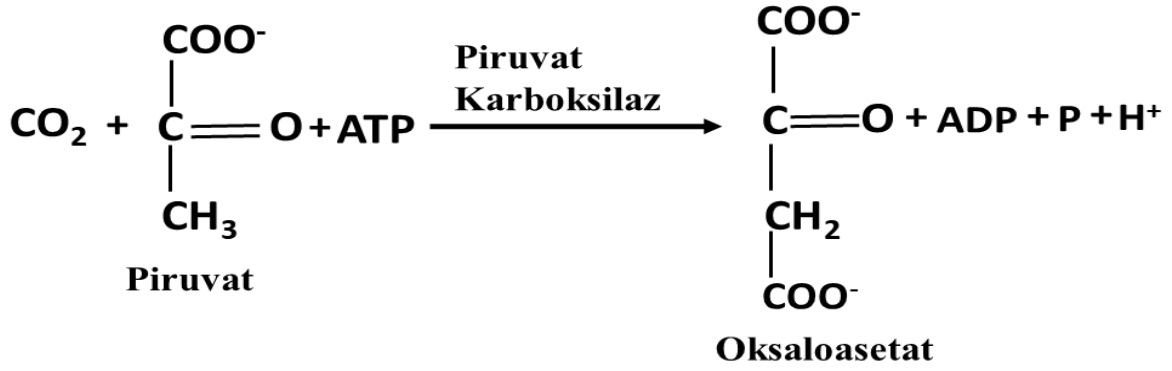 COO-
COO-
Piruvat
Karboksilaz
CO2 + C=O + ATP
C=O + ADP + P + H+
CH3
CH2
Piruvat
COO-
Oksaloasetat